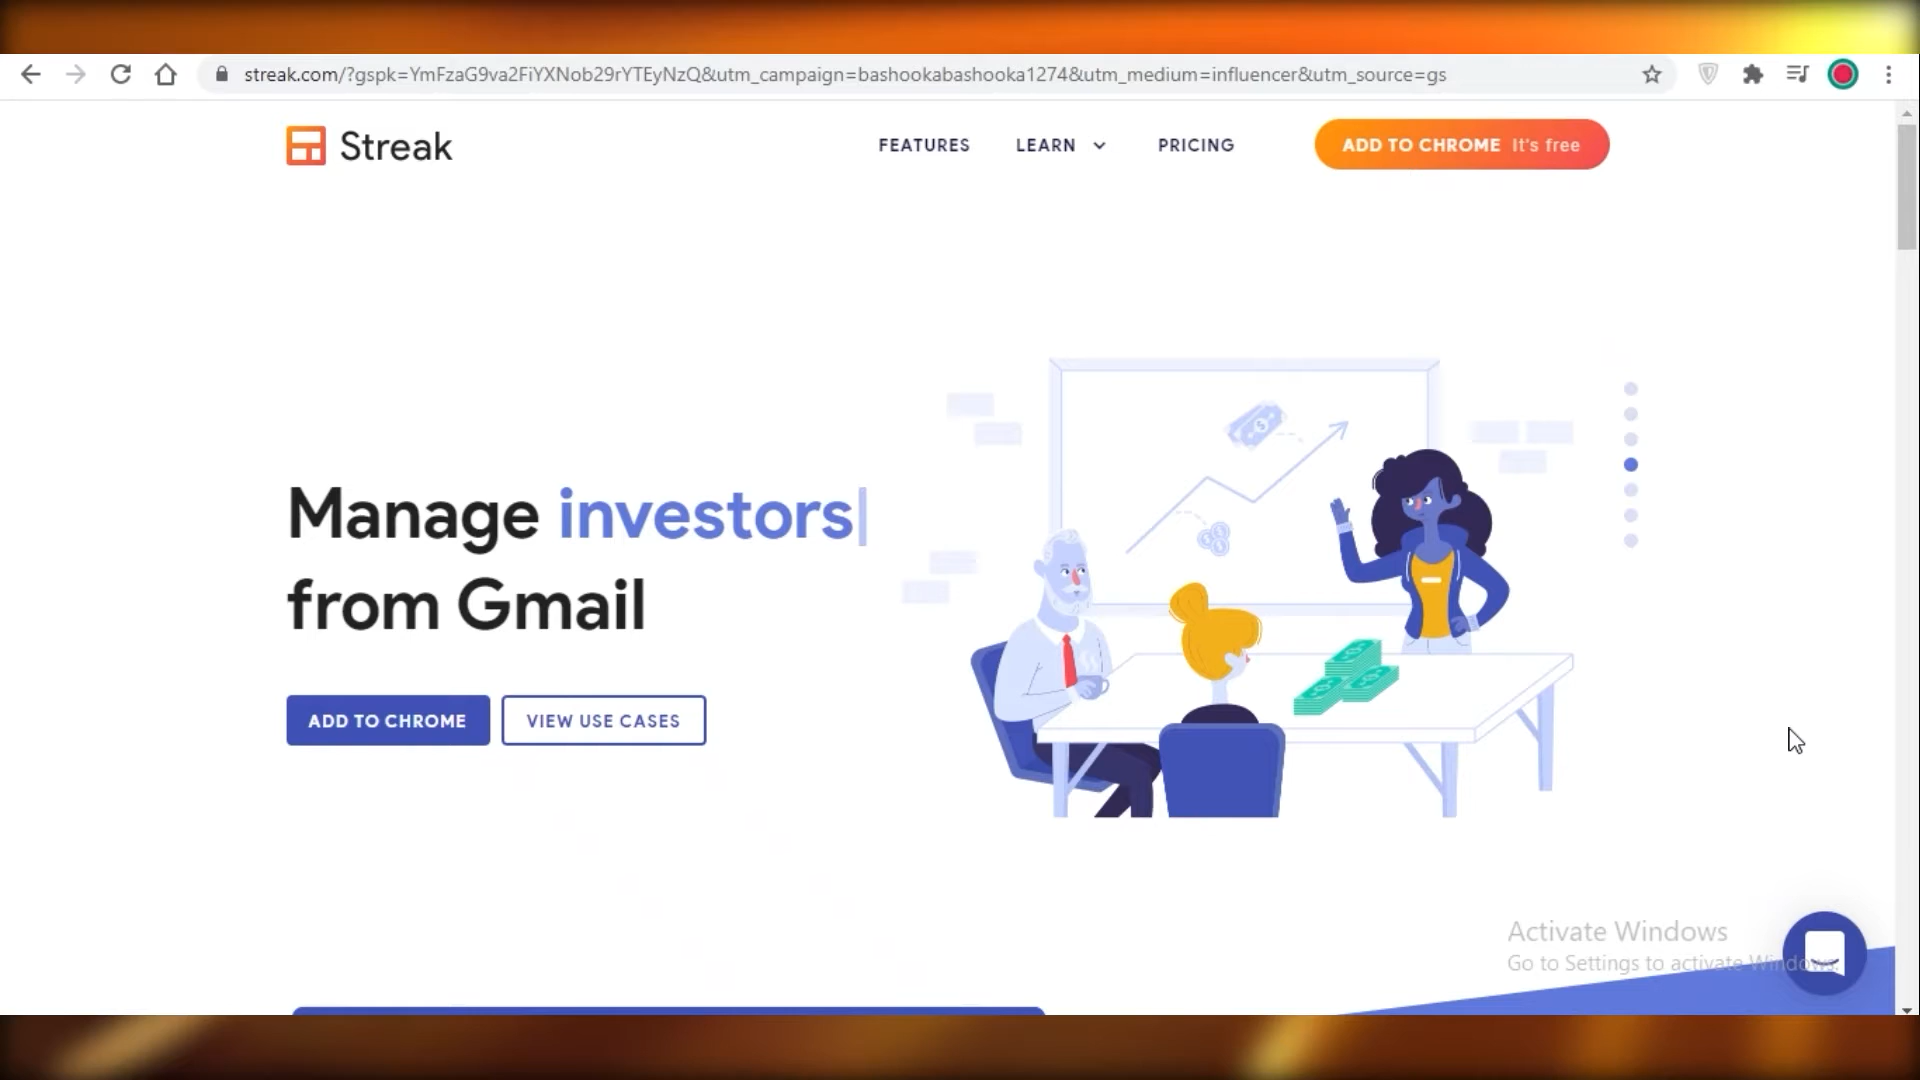 streak.com/?gspk=YmFzaG9va2FiYXNob29rYTEyNzQ&utm_campaign=bashookabashooka1274&utm_medium=influencer&utm_source=gs
Streak
FEATURES
LEARN
PRICING
ADD TO CHROME It's free
Manage investors
from Gmail
ADD TO CHROME
VIEW USE CASES
Activate Windows
Go to Settings to activate Windows.